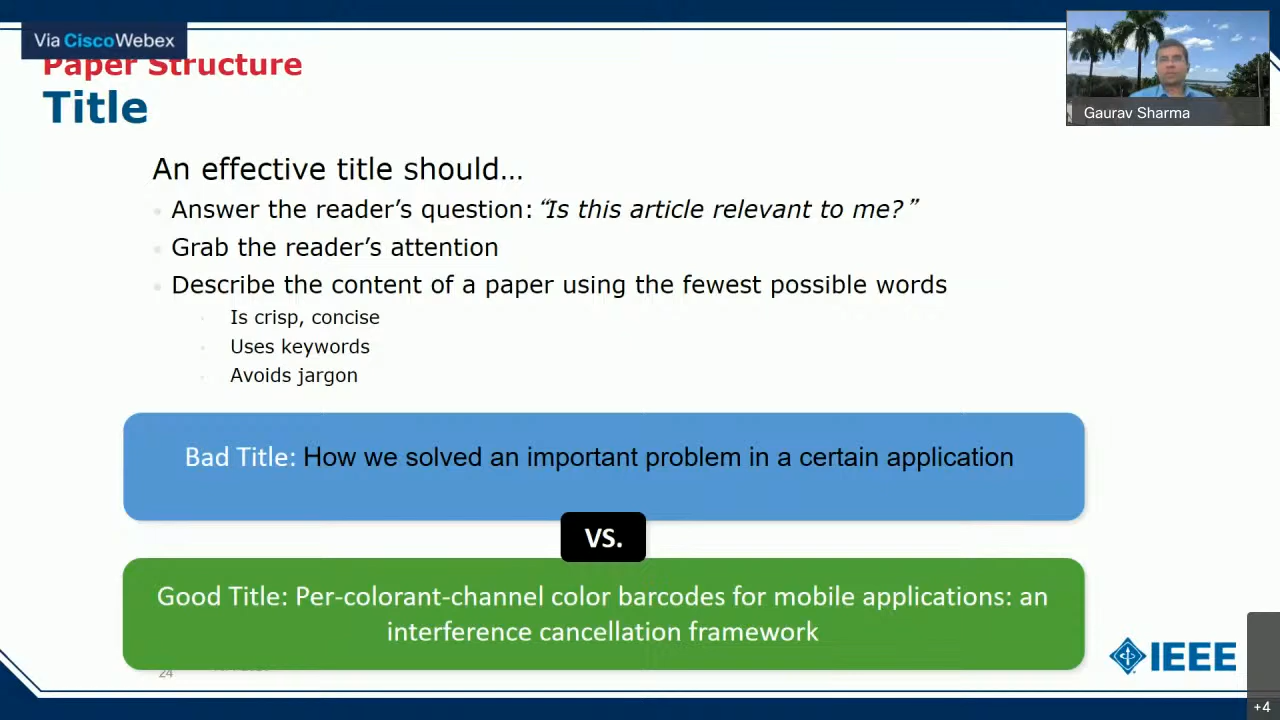 Via CiscoWebex
Paper Structure
Title
Gaurav Sharma
An effective title should…
Answer the reader’s question: “Is this article relevant to me?”
Grab the reader’s attention
Describe the content of a paper using the fewest possible words
Is crisp, concise
Uses keywords
Avoids jargon
Bad Title: How we solved an important problem in a certain application
VS.
Good Title: Per-colorant-channel color barcodes for mobile applications: an
interference cancellation framework
24
IEEE
+4